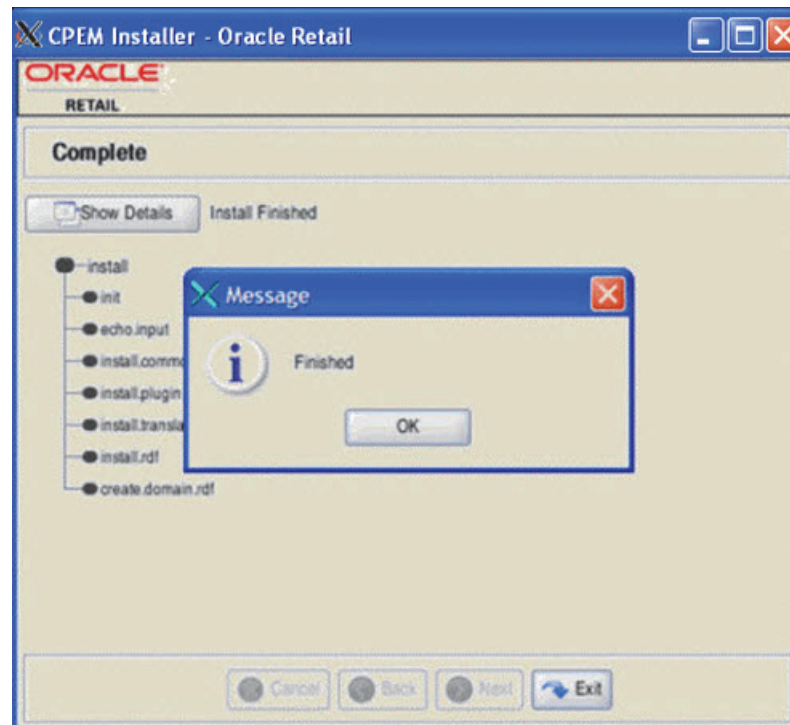 CPEM Installer - Oracle Retail
ORACLE
RETAIL
Complete
Show Details Install Finished
install
init
echo.input
install.commo
install.plugin
install.transla
install.rdf
create.domain.rdf
Message
Finished
OK
Cancel Back Next Exit